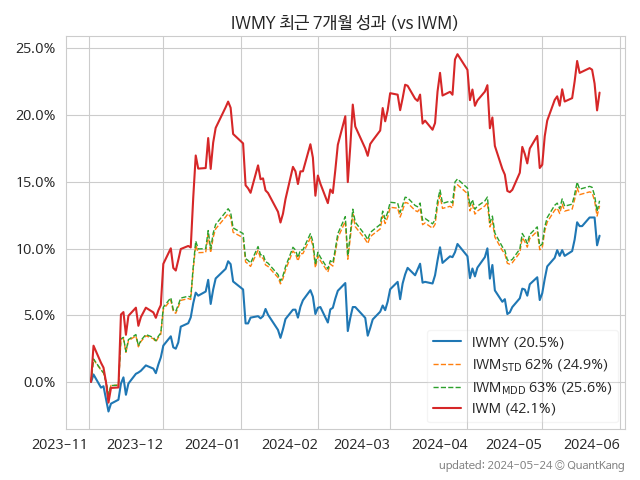 IWMY 최근 7개월 성과 (vs IWM)
25.0%
20.0%
15.0%
10.0%
5.0%
0.0%
IWMY (20.5%)
IWM_STD 62% (24.9%)
IWM_MDD 63% (25.6%)
IWM (42.1%)
2023-11 2023-12 2024-01 2024-02 2024-03 2024-04 2024-05 2024-06
updated: 2024-05-24 © QuantKang